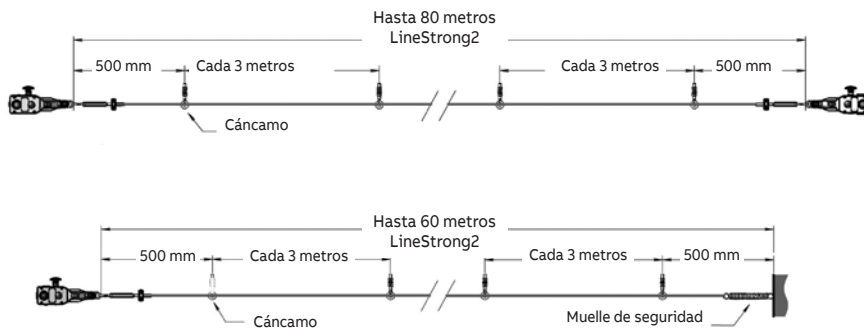 Hasta 80 metros
LineStrong2
500 mm
Cada 3 metros
Cada 3 metros
500 mm
Cáncamo
Hasta 60 metros
LineStrong2
500 mm
Cada 3 metros
Cada 3 metros
500 mm
Cáncamo
Muelle de seguridad